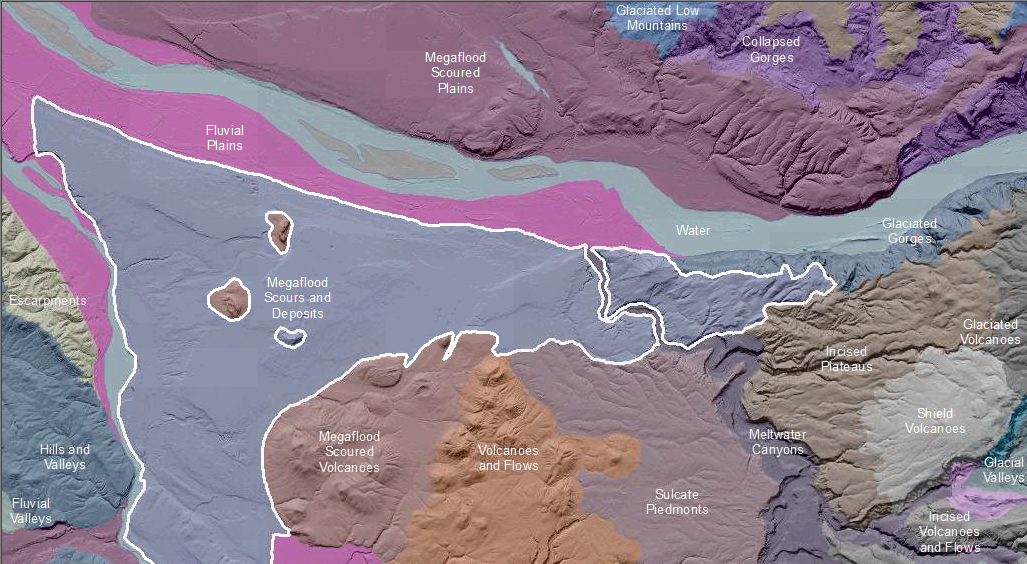 Glaciated Low
Mountains
Collapsed
Gorges
Megaflood
Scoured
Plains
Fluvial
Plains
Water
Glaciated
Gorges
Megaflood
Scours and
Deposits
Escarpments
Glaciated
Volcanoes
Incised
Plateaus
Shield
Volcanoes
Megaflood
Scoured
Volcanoes
Volcanoes
and Flows
Meltwater
Canyons
Hills and
Valleys
Glacial
Valleys
Sulcate
Piedmonts
Fluvial
Valleys
Incised
Volcanoes
and Flows